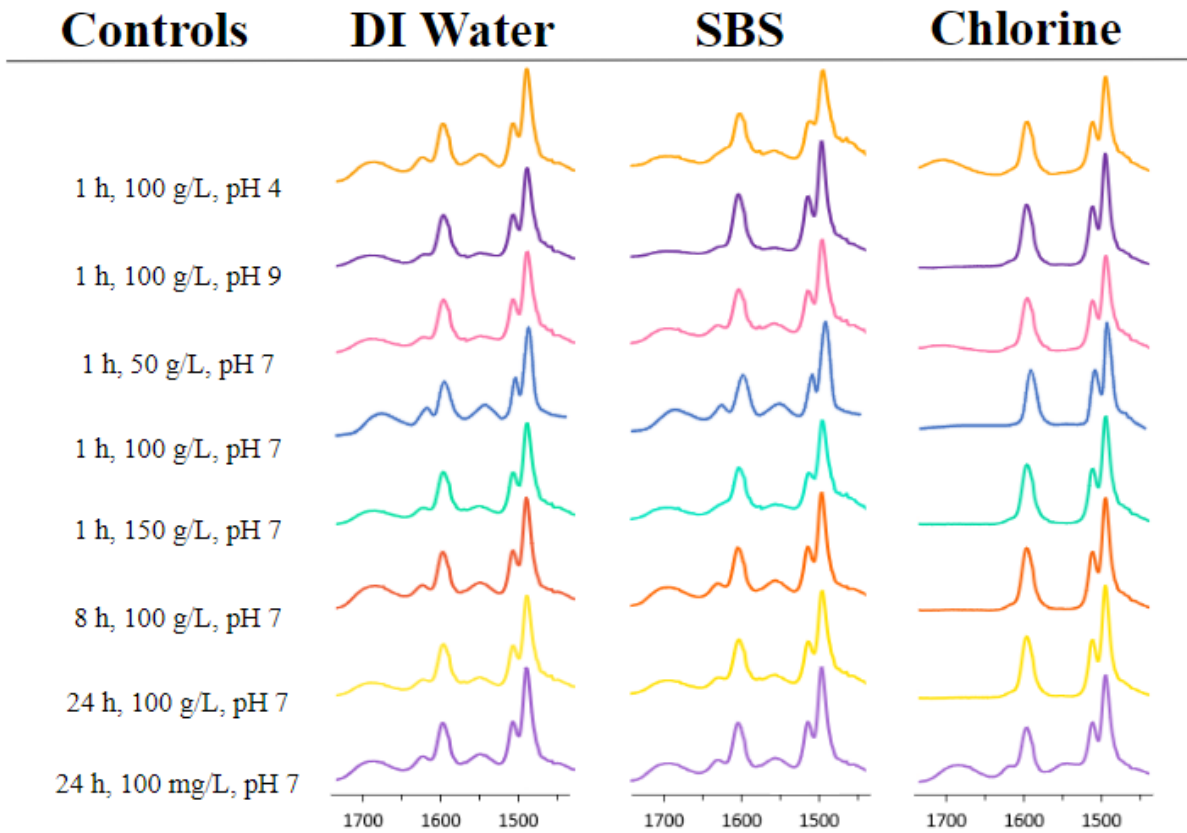 Controls DI Water SBS Chlorine
1 h, 100 g/L, pH 4
1 h, 100 g/L, pH 9
1 h, 50 g/L, pH 7
1 h, 100 g/L, pH 7
1 h, 150 g/L, pH 7
8 h, 100 g/L, pH 7
24 h, 100 g/L, pH 7
24 h, 100 mg/L, pH 7
1700 1600 1500 1700 1600 1500 1700 1600 1500